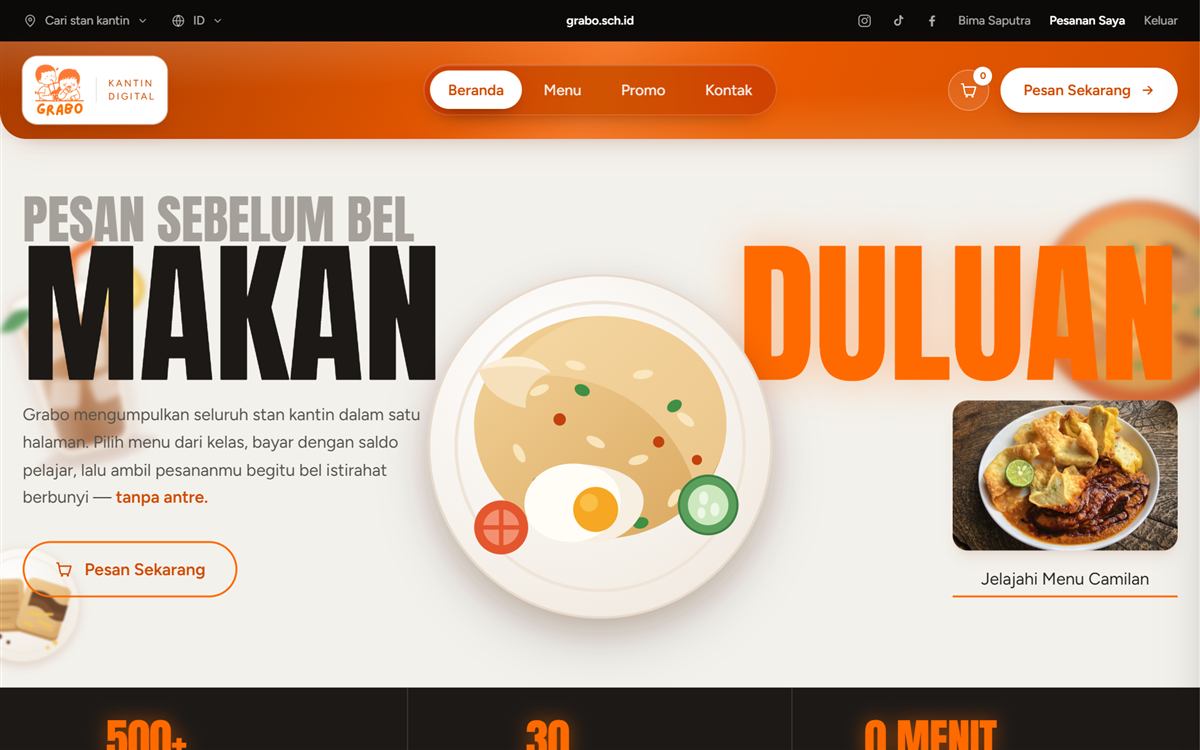 Cari stan kantin
ID
grabo.sch.id
Bima Saputra
Pesanan Saya
Keluar
GRABO
KANTIN
DIGITAL
Beranda
Menu
Promo
Kontak
0
Pesan Sekarang
PESAN SEBELUM BEL
MAKAN
DULUAN
Grabo mengumpulkan seluruh stan kantin dalam satu
halaman. Pilih menu dari kelas, bayar dengan saldo
pelajar, lalu ambil pesananmu begitu bel istirahat
berbunyi — tanpa antre.
Pesan Sekarang
Jelajahi Menu Camilan
500+
30
0 MENIT